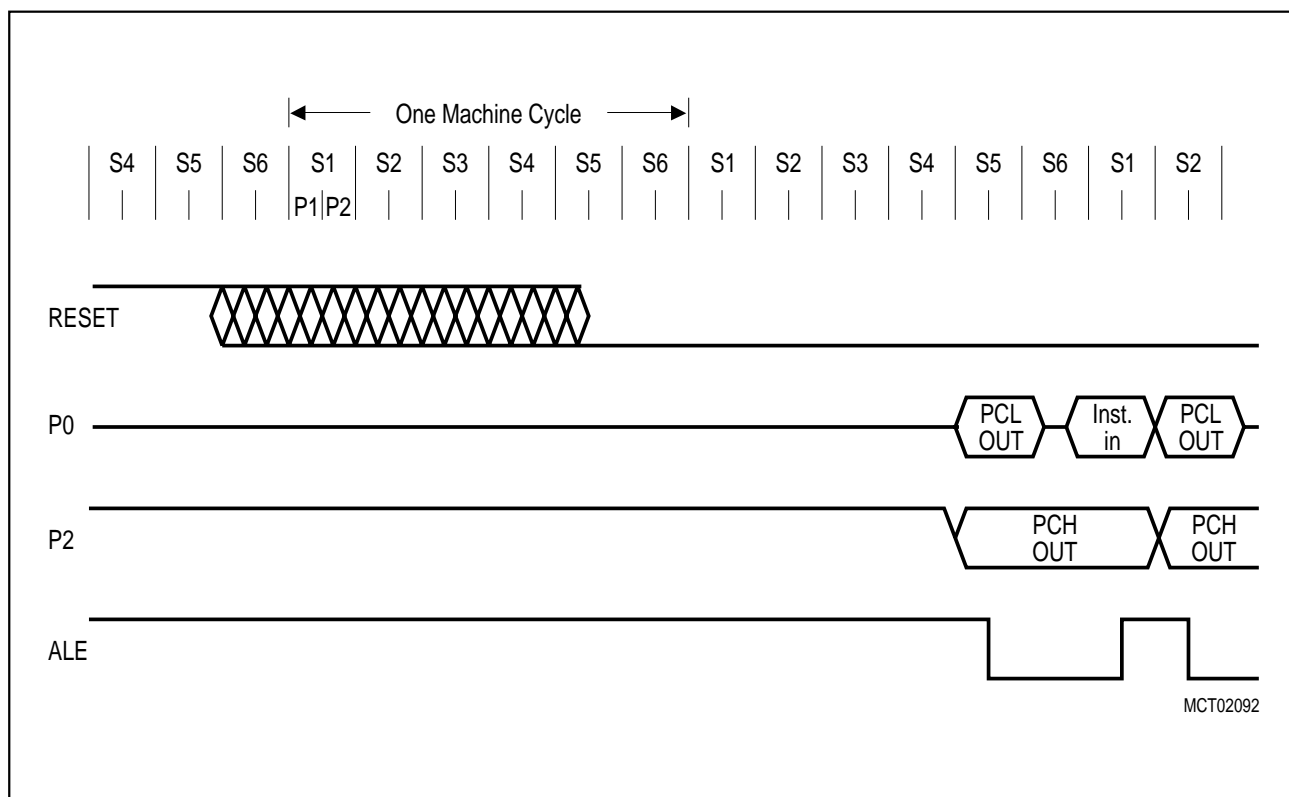 One Machine Cycle
S4 S5 S6 S1 S2 S3 S4 S5 S6 S1 S2 S3 S4 S5 S6 S1 S2
P1 P2
RESET
P0
PCL
OUT
Inst.
in
PCL
OUT
P2
PCH
OUT
PCH
OUT
ALE
MCT02092